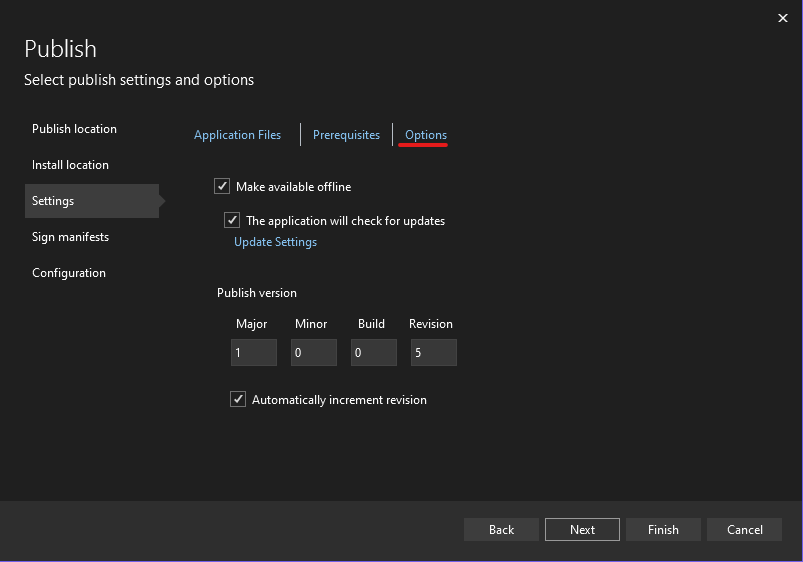 Publish
Select publish settings and options
Publish location
Install location
Settings
Sign manifests
Configuration
Application Files Prerequisites Options
Make available offline
The application will check for updates
Update Settings
Publish version
Major Minor Build Revision
1 0 0 5
Automatically increment revision
Back Next Finish Cancel